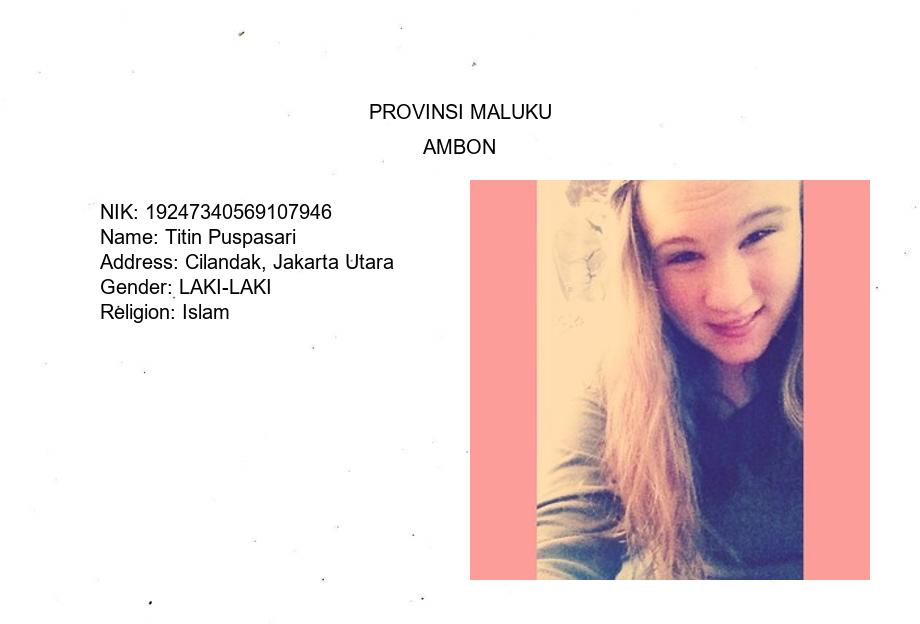 PROVINSI MALUKU
AMBON
NIK: 19247340569107946
Name: Titin Puspasari
Address: Cilandak, Jakarta Utara
Gender: LAKI-LAKI
Religion: Islam